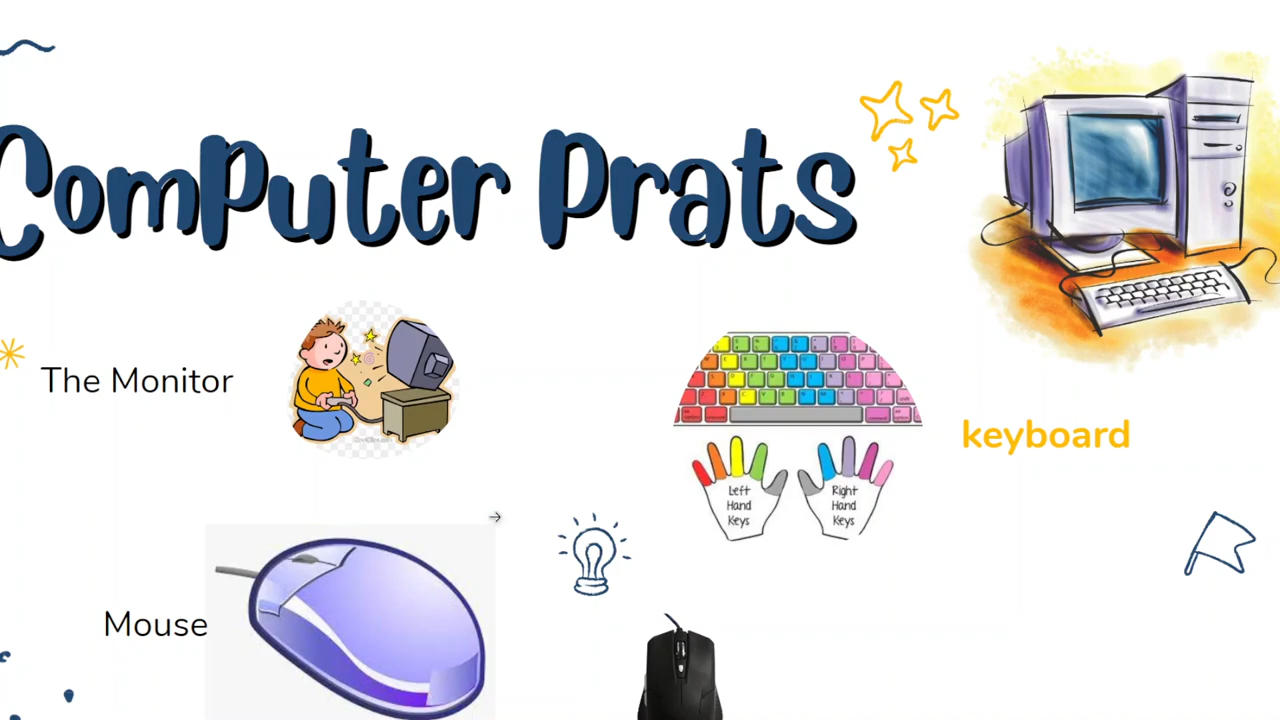 Computer Prats
The Monitor
keyboard
Left
Hand
Keys
Right
Hand
Keys
Mouse